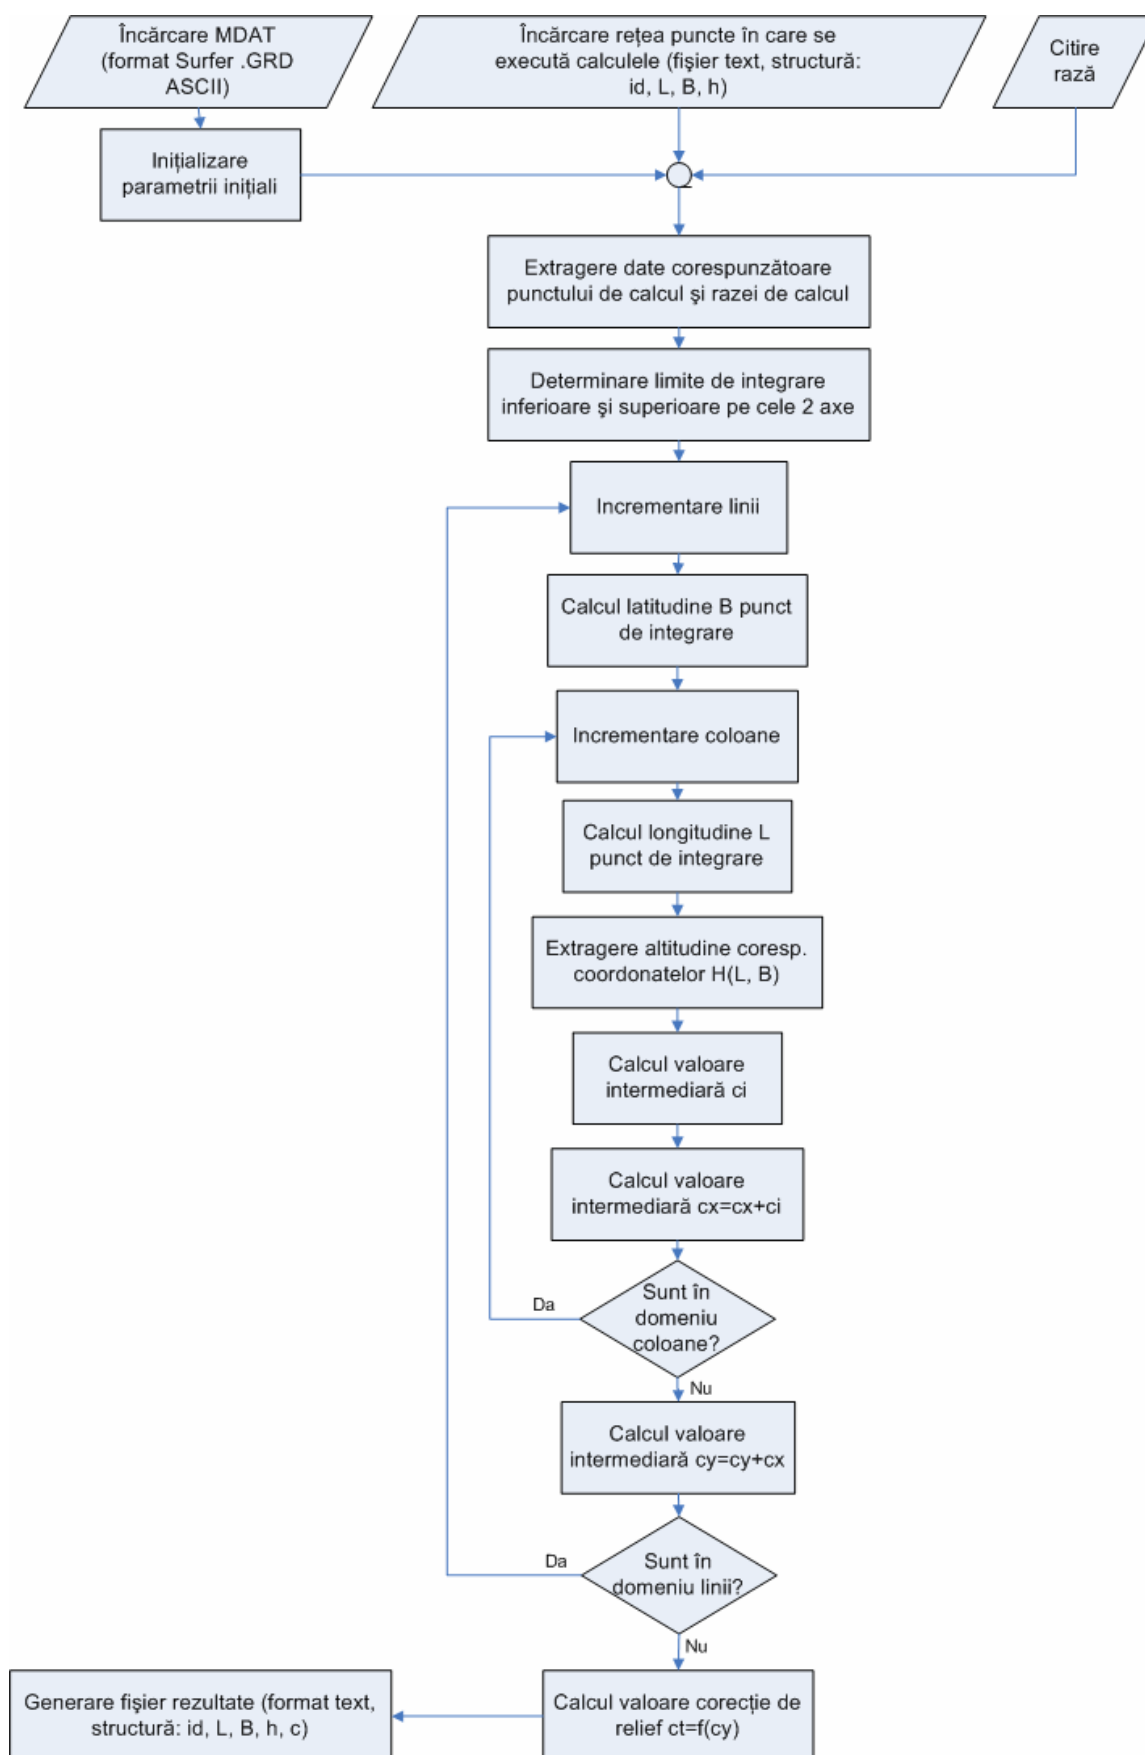 Încărcare MDAT
(format Surfer .GRD
ASCII)
Încărcare rețea puncte în care se
execută calculele (fişier text, structură:
id, L, B, h)
Citire
rază
Inițializare
parametrii inițiali
Extragere date corespunzătoare
punctului de calcul şi razei de calcul
Determinare limite de integrare
inferioare şi superioare pe cele 2 axe
Incrementare linii
Calcul latitudine B punct
de integrare
Incrementare coloane
Calcul longitudine L
punct de integrare
Extragere altitudine coresp.
coordonatelor H(L, B)
Calcul valoare
intermediară ci
Calcul valoare
intermediară cx=cx+ci
Sunt în
domeniu
coloane?
Da
Nu
Calcul valoare
intermediară cy=cy+cx
Sunt în
domeniu linii?
Da
Nu
Calcul valoare corecție de
relief ct=f(cy)
Generare fişier rezultate (format text,
structură: id, L, B, h, c)